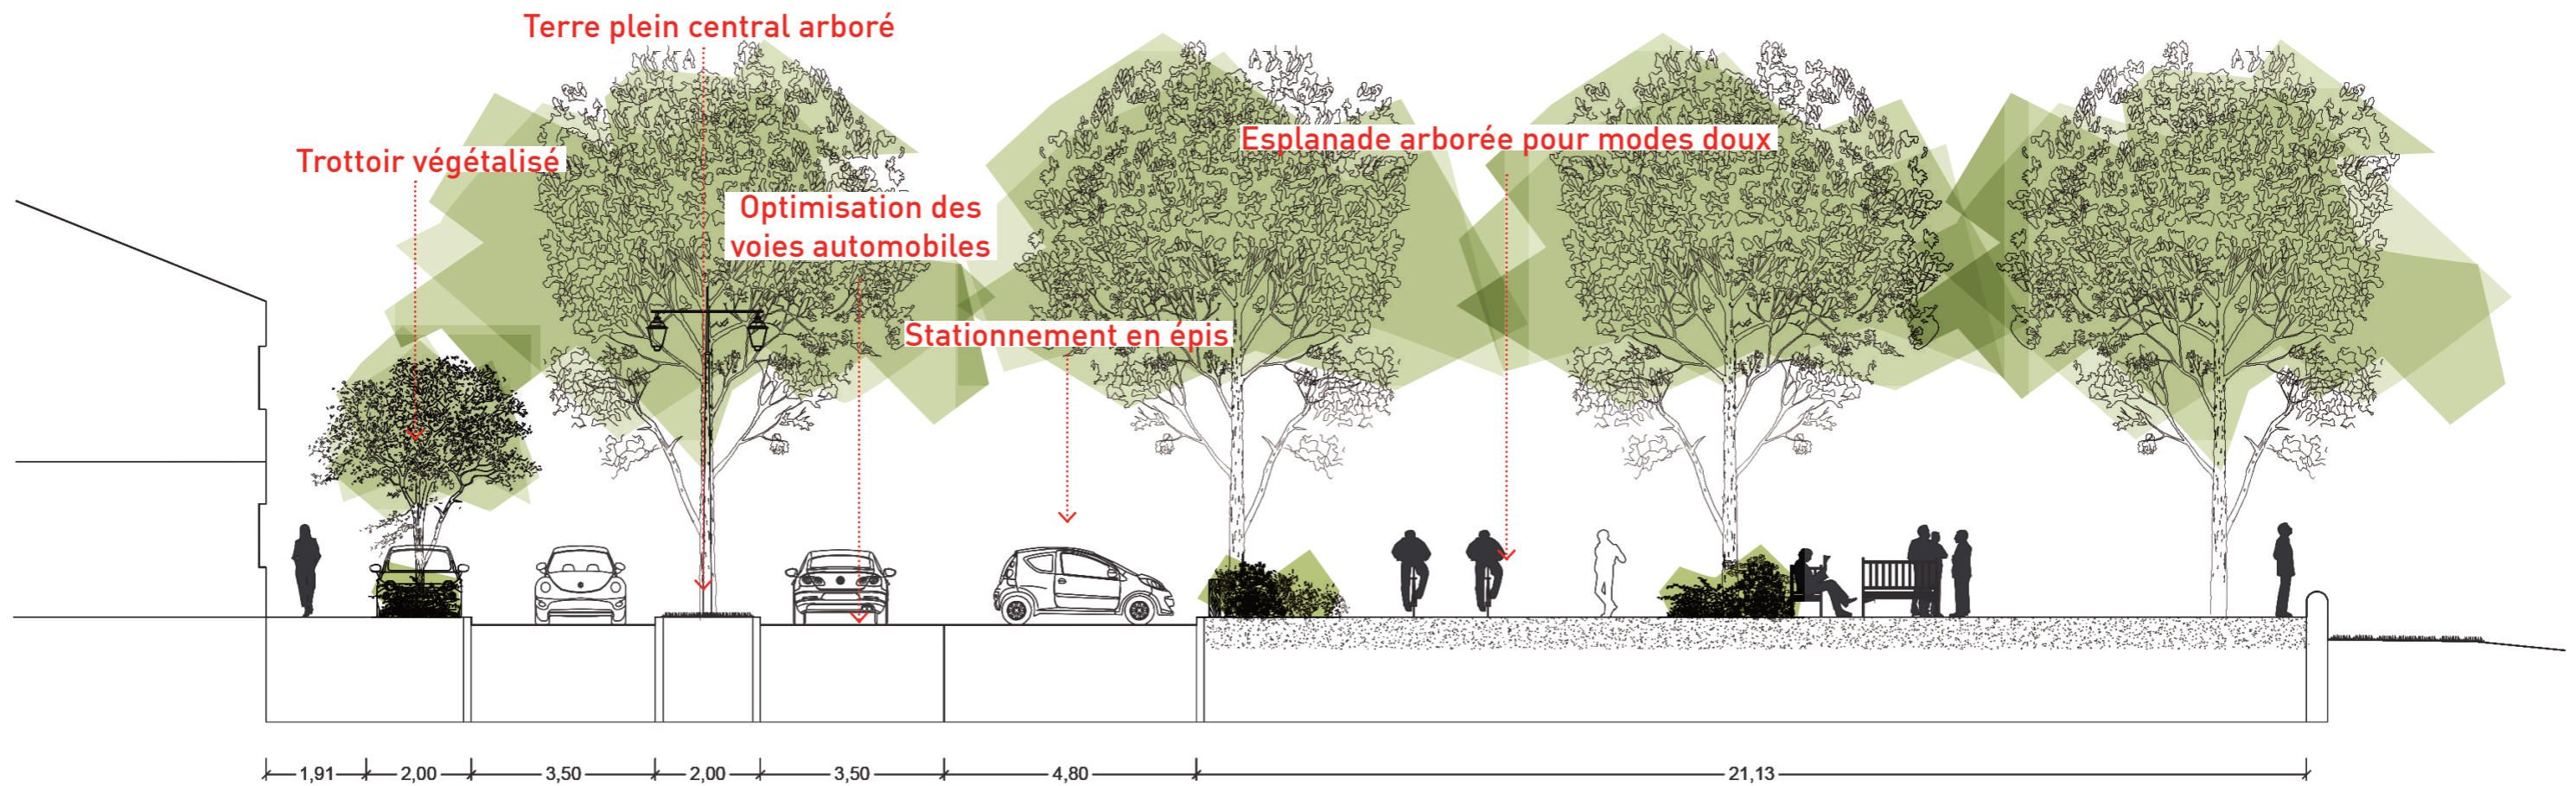 Terre plein central arboré
Esplanade arborée pour modes doux
Trottoir végétalisé
Optimisation des
voies automobiles
Stationnement en épis
1,91
2,00
3,50
2,00
3,50
4,80
21,13